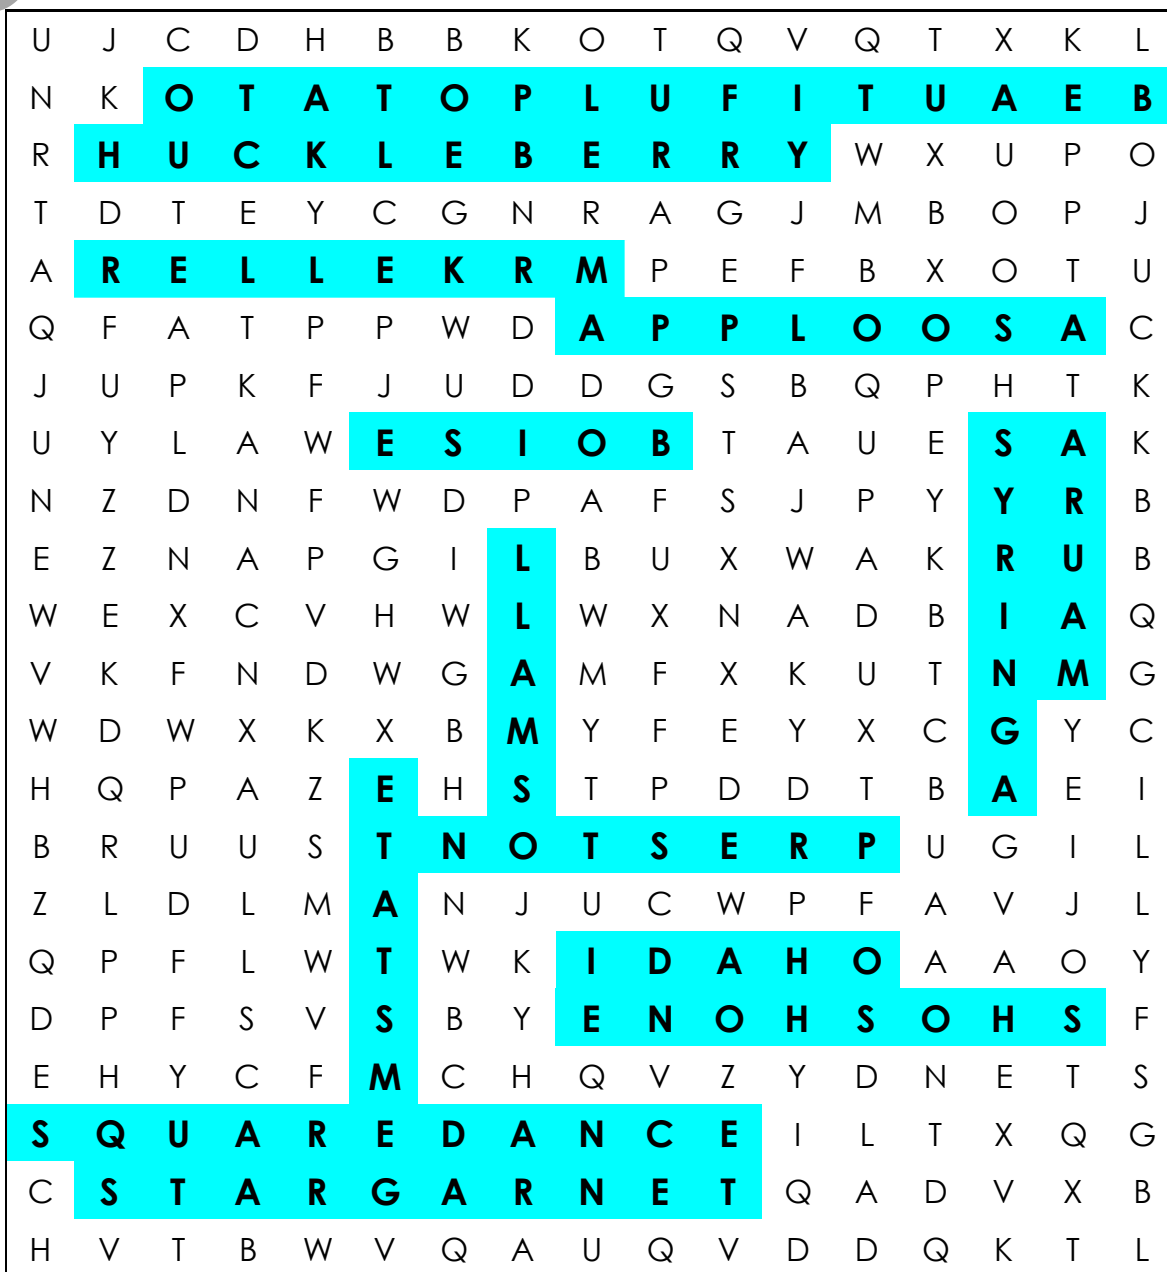 U J C D H B B K O T Q V Q T X K L
N K O T A T O P L U F I T U A E B
R H U C K L E B E R R Y W X U P O
T D T E Y C G N R A G J M B O P J
A R E L L E K R M P E F B X O T U
Q F A T P P W D A P P L O O S A C
J U P K F J U D D G S B Q P H T K
U Y L A W E S I O B T A U E S A K
N Z D N F W D P A F S J P Y Y R B
E Z N A P G I L B U X W A K R U B
W E X C V H W L W X N A D B I A Q
V K F N D W G A M F X K U T N M G
W D W X K X B M Y F E Y X C G Y C
H Q P A Z E H S T P D D T B A E I
B R U U S T N O T S E R P U G I L
Z L D L M A N J U C W P F A V J L
Q P F L W T W K I D A H O A A O Y
D P F S V S B Y E N O H S O H S F
E H Y C F M C H Q V Z Y D N E T S
S Q U A R E D A N C E I L T X Q G
C S T A R G A R N E T Q A D V X B
H V T B W V Q A U Q V D D Q K T L